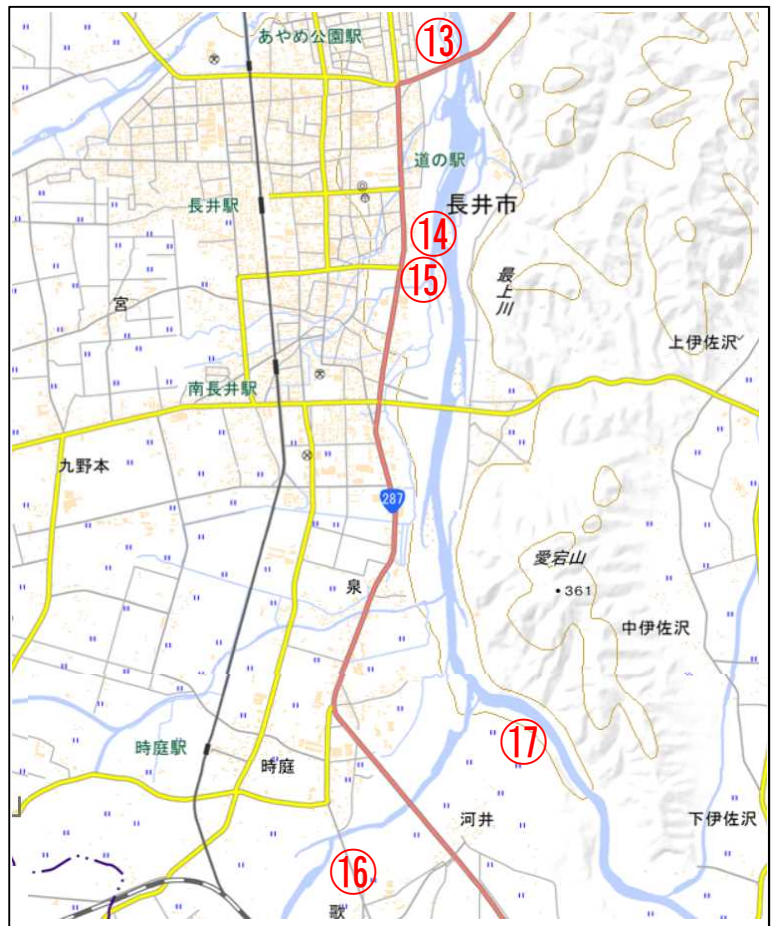 あやめ公園駅
⑬
道の駅
長井駅
長井市
⑭
⑮
最上川
宮
上伊佐沢
南長井駅
九野本
287
愛宕山
361
泉
中伊佐沢
⑰
時庭駅
時庭
河井
下伊佐沢
⑯
歌